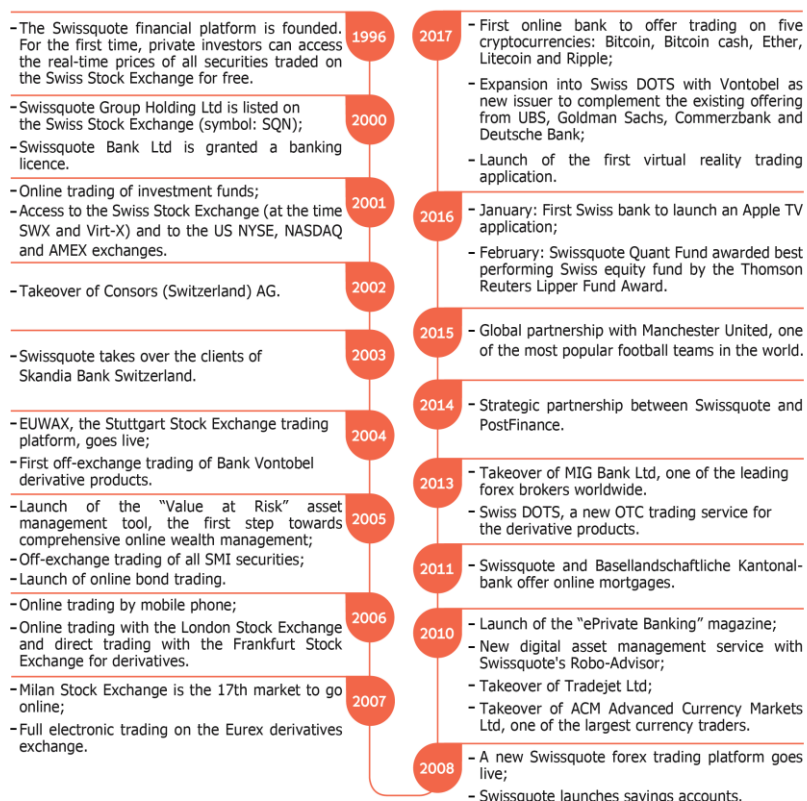 1996
– The Swissquote financial platform is founded.
For the first time, private investors can access
the real-time prices of all securities traded on
the Swiss Stock Exchange for free.
2000
– Swissquote Group Holding Ltd is listed on
the Swiss Stock Exchange (symbol: SQN);
– Swissquote Bank Ltd is granted a banking
licence.
2001
– Online trading of investment funds;
– Access to the Swiss Stock Exchange (at the time
SWX and Virt-X) and to the US NYSE, NASDAQ
and AMEX exchanges.
2002
– Takeover of Consors (Switzerland) AG.
2003
– Swissquote takes over the clients of
Skandia Bank Switzerland.
2004
– EUWAX, the Stuttgart Stock Exchange trading
platform, goes live;
– First off-exchange trading of Bank Vontobel
derivative products.
2005
– Launch of the “Value at Risk” asset
management tool, the first step towards
comprehensive online wealth management;
– Off-exchange trading of all SMI securities;
– Launch of online bond trading.
2006
– Online trading by mobile phone;
– Online trading with the London Stock Exchange
and direct trading with the Frankfurt Stock
Exchange for derivatives.
2007
– Milan Stock Exchange is the 17th market to go
online;
– Full electronic trading on the Eurex derivatives
exchange.
2017
– First online bank to offer trading on five
cryptocurrencies: Bitcoin, Bitcoin cash, Ether,
Litecoin and Ripple;
– Expansion into Swiss DOTS with Vontobel as
new issuer to complement the existing offering
from UBS, Goldman Sachs, Commerzbank and
Deutsche Bank;
– Launch of the first virtual reality trading
application.
2016
– January: First Swiss bank to launch an Apple TV
application;
– February: Swissquote Quant Fund awarded best
performing Swiss equity fund by the Thomson
Reuters Lipper Fund Award.
2015
– Global partnership with Manchester United, one
of the most popular football teams in the world.
2014
– Strategic partnership between Swissquote and
PostFinance.
2013
– Takeover of MIG Bank Ltd, one of the leading
forex brokers worldwide.
– Swiss DOTS, a new OTC trading service for
the derivative products.
2011
– Swissquote and Basellandschaftliche Kantonal-
bank offer online mortgages.
2010
– Launch of the “ePrivate Banking” magazine;
– New digital asset management service with
Swissquote's Robo-Advisor;
– Takeover of Tradejet Ltd;
– Takeover of ACM Advanced Currency Markets
Ltd, one of the largest currency traders.
2008
– A new Swissquote forex trading platform goes
live;
– Swissquote launches savings accounts.